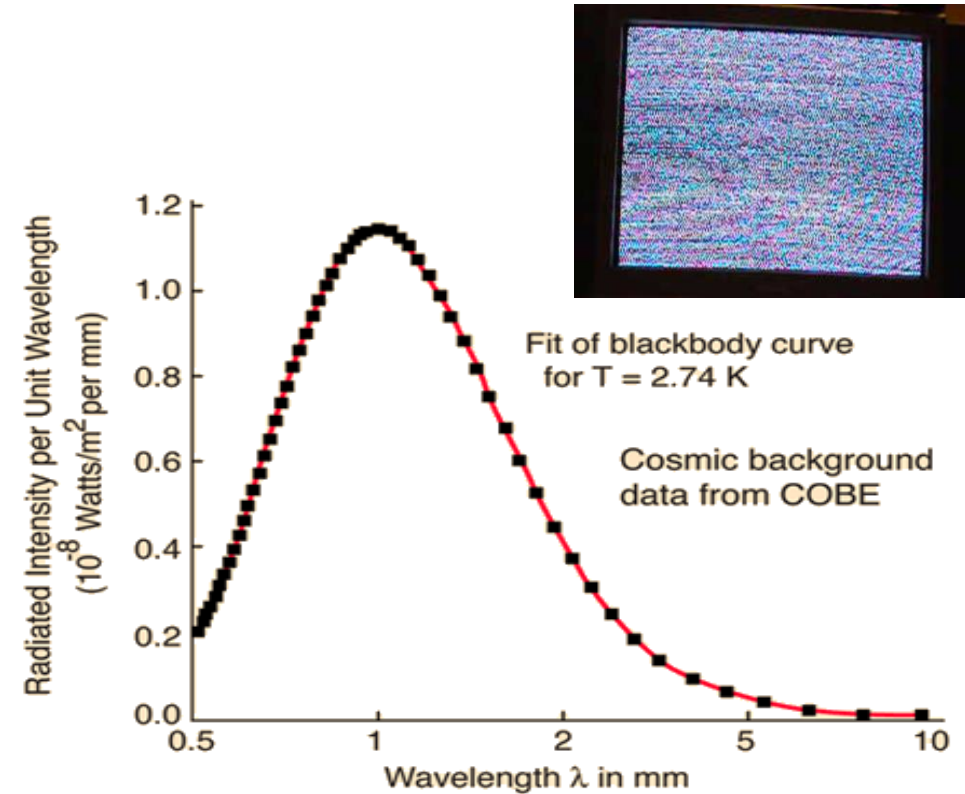 Radiated Intensity per Unit Wavelength
(10⁻⁸ Watts/m² per mm)
1.2
1.0
0.8
0.6
0.4
0.2
0.0
Fit of blackbody curve
for T = 2.74 K
Cosmic background
data from COBE
0.5 1 2 5 10
Wavelength λ in mm